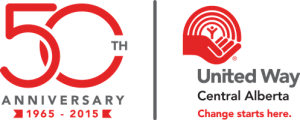 50TH
ANNIVERSARY
1965 - 2015
®
United Way
Central Alberta
Change starts here.